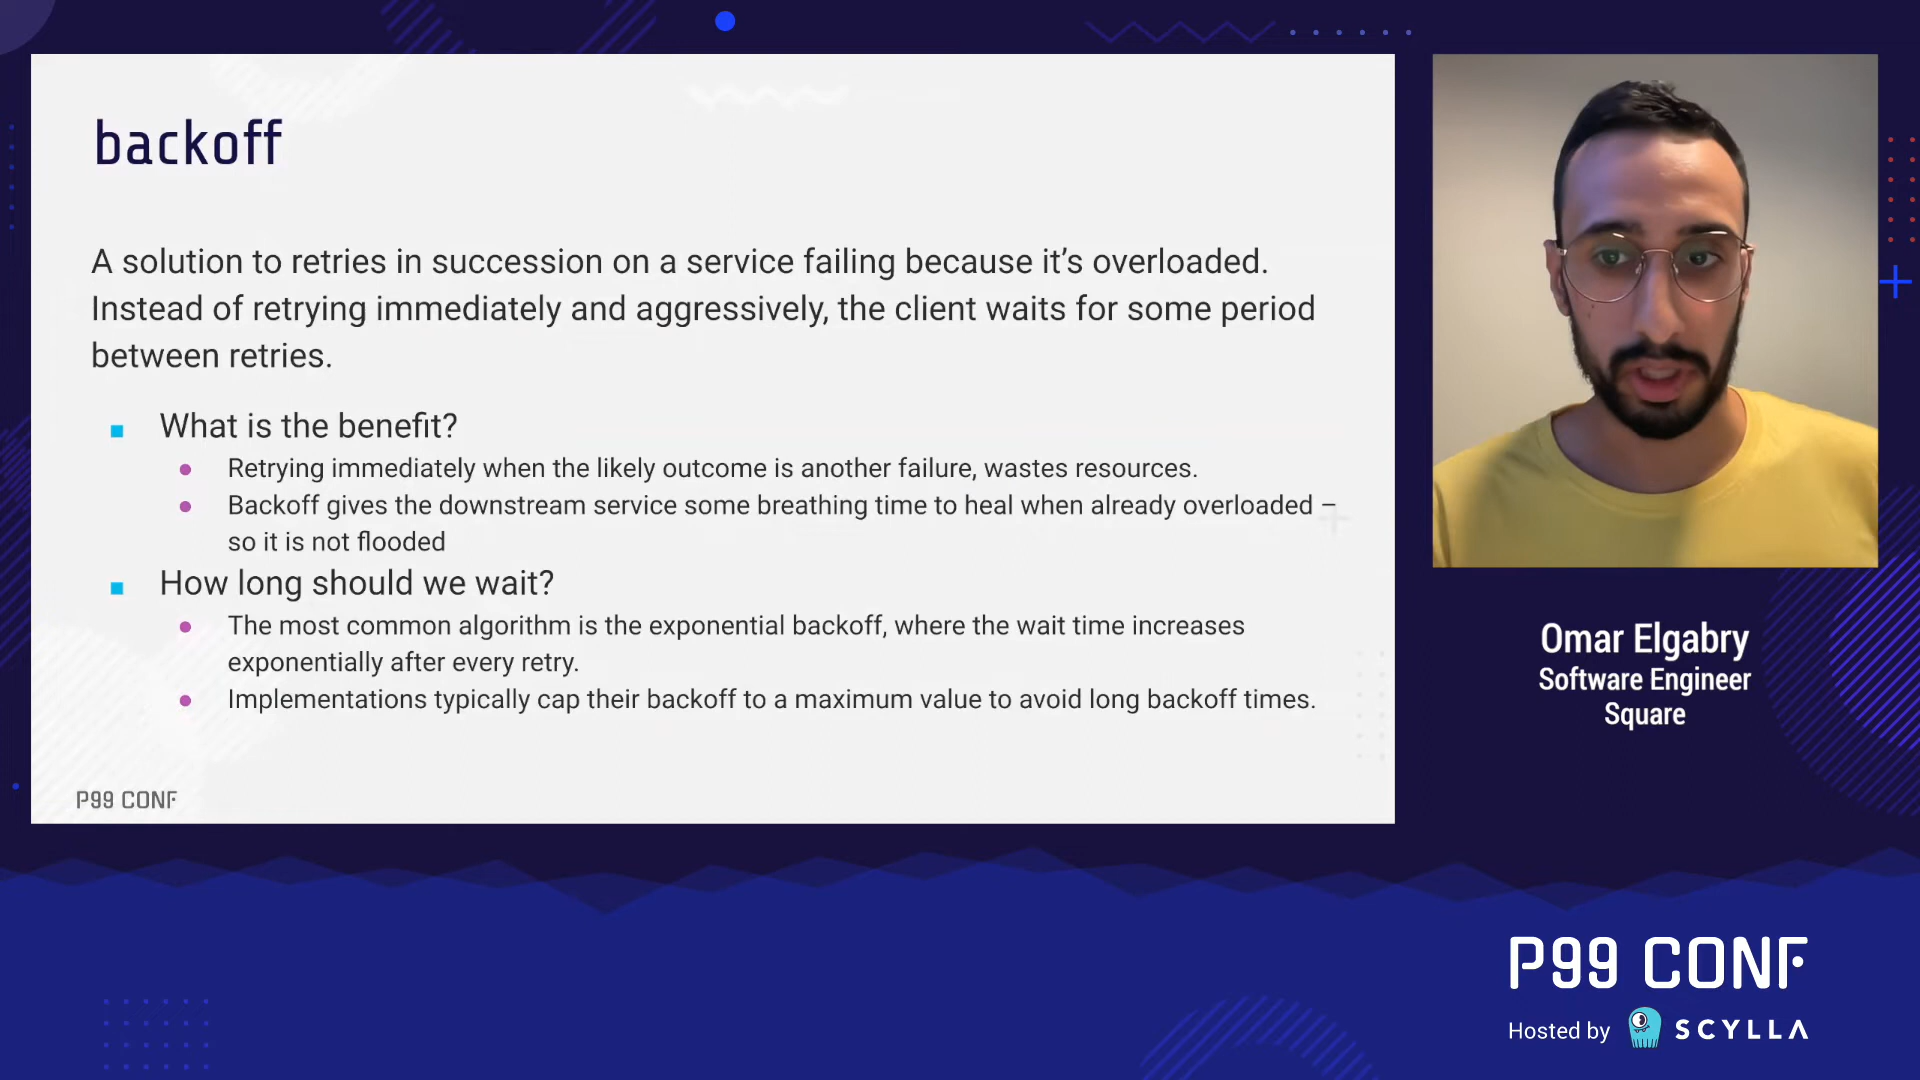 backoff
A solution to retries in succession on a service failing because it’s overloaded.
Instead of retrying immediately and aggressively, the client waits for some period
between retries.
What is the benefit?
Retrying immediately when the likely outcome is another failure, wastes resources.
Backoff gives the downstream service some breathing time to heal when already overloaded –
so it is not flooded
How long should we wait?
The most common algorithm is the exponential backoff, where the wait time increases
exponentially after every retry.
Implementations typically cap their backoff to a maximum value to avoid long backoff times.
P99 CONF
Omar Elgabry
Software Engineer
Square
P99 CONF
Hosted by SCYLLA